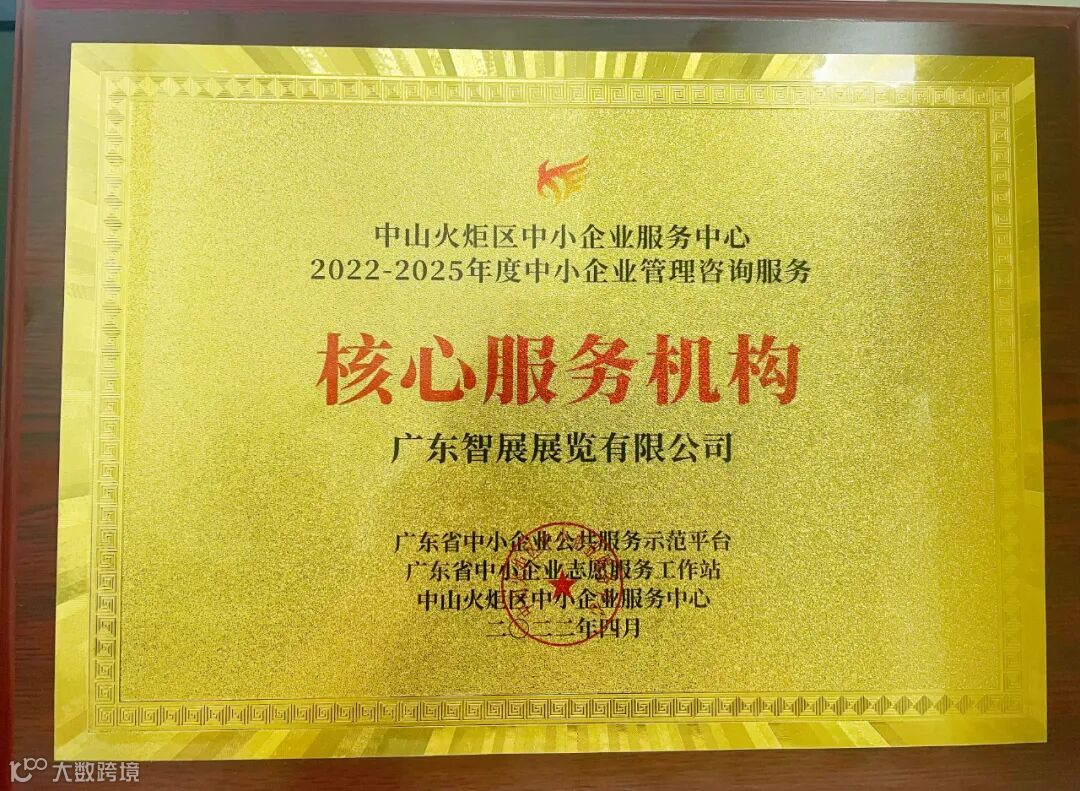 中山火炬区中小企业服务中心
2022-2025年度中小企业管理咨询服务
核心服务机构
广东智展展览有限公司
广东省中小企业公共服务示范平台
广东省中小企业志愿服务工作站
中山火炬区中小企业服务中心
二〇二二年四月
大数跨境